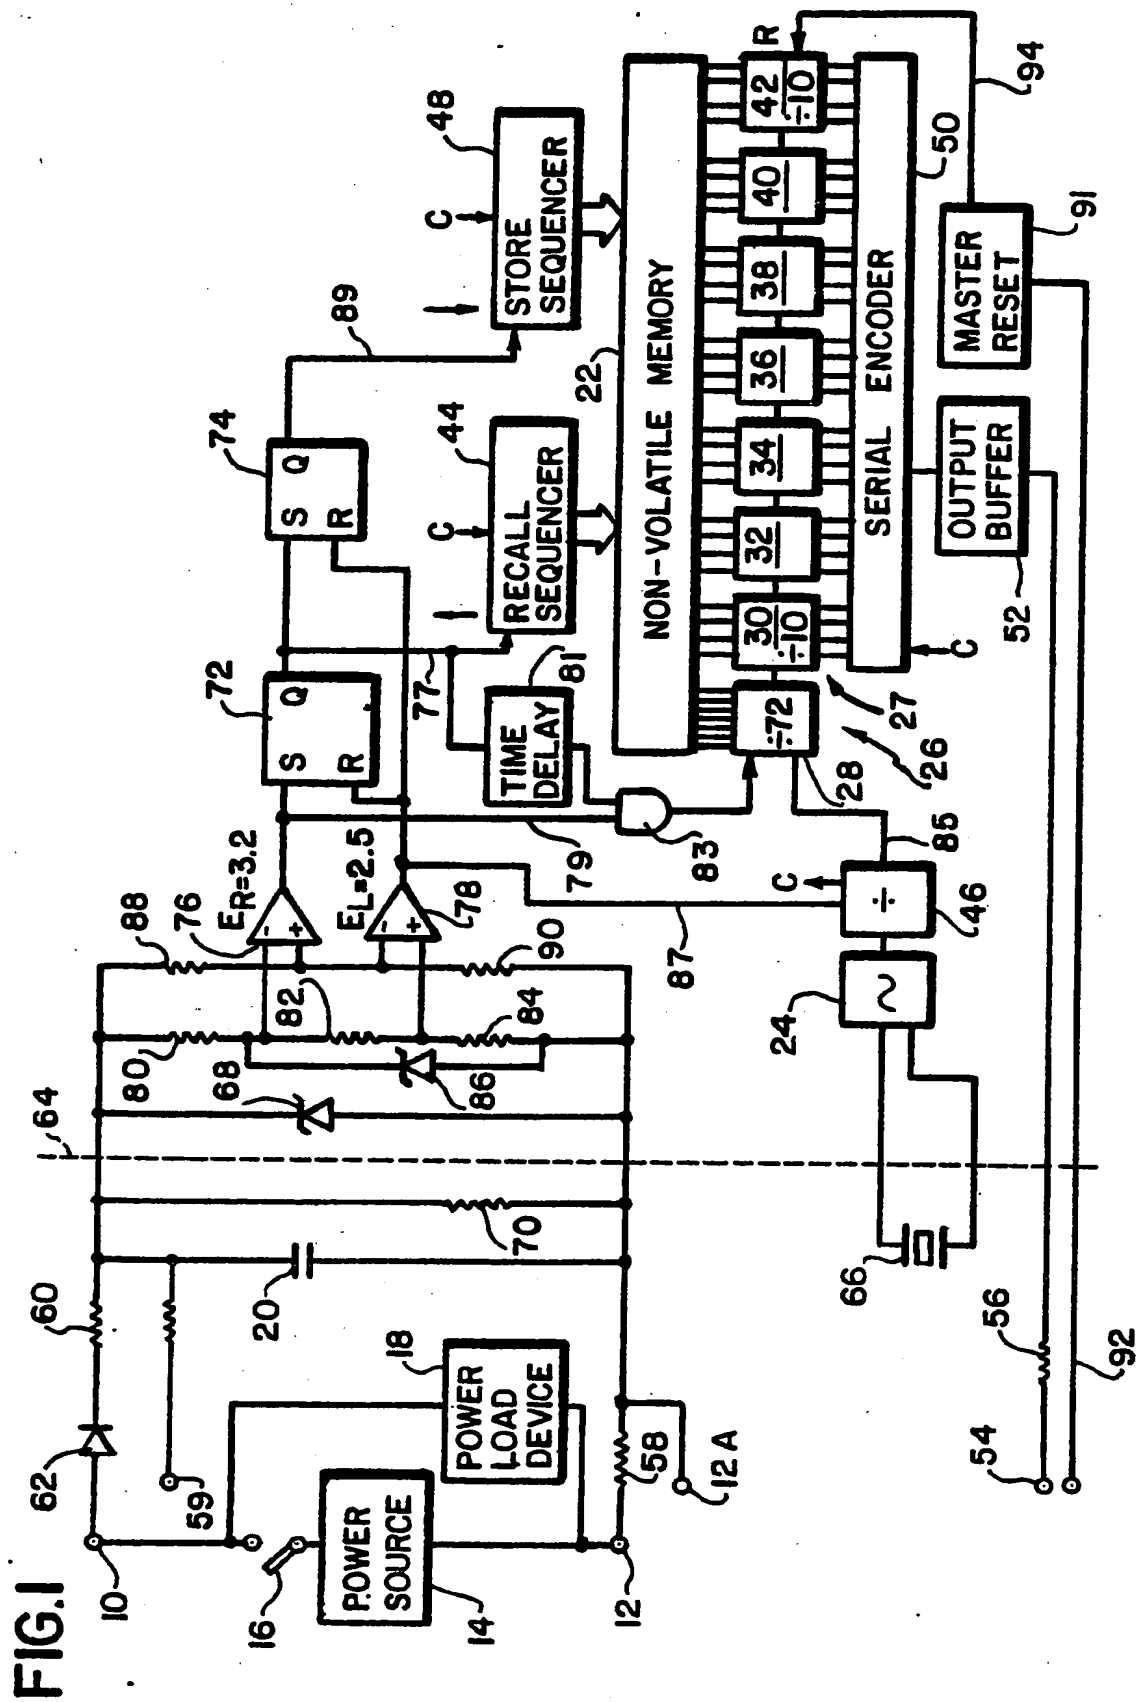 FIG.1
10
62
60
59
16
POWER
SOURCE
14
12
18
POWER
LOAD
DEVICE
58
12A
20
70
64
68
80
82
84
86
88
76
90
78
E_R=3.2
E_L=2.5
72
S Q
R
74
S Q
R
77
79
87
89
TIME
DELAY
81
83
C
RECALL
SEQUENCER
44
C
STORE
SEQUENCER
48
22
NON-VOLATILE MEMORY
÷72
30
÷10
32
34
36
38
40
42
÷10
R
28
26
27
C
SERIAL ENCODER
50
66
24
~
÷
46
C
85
OUTPUT
BUFFER
52
MASTER
RESET
91
94
54
56
92